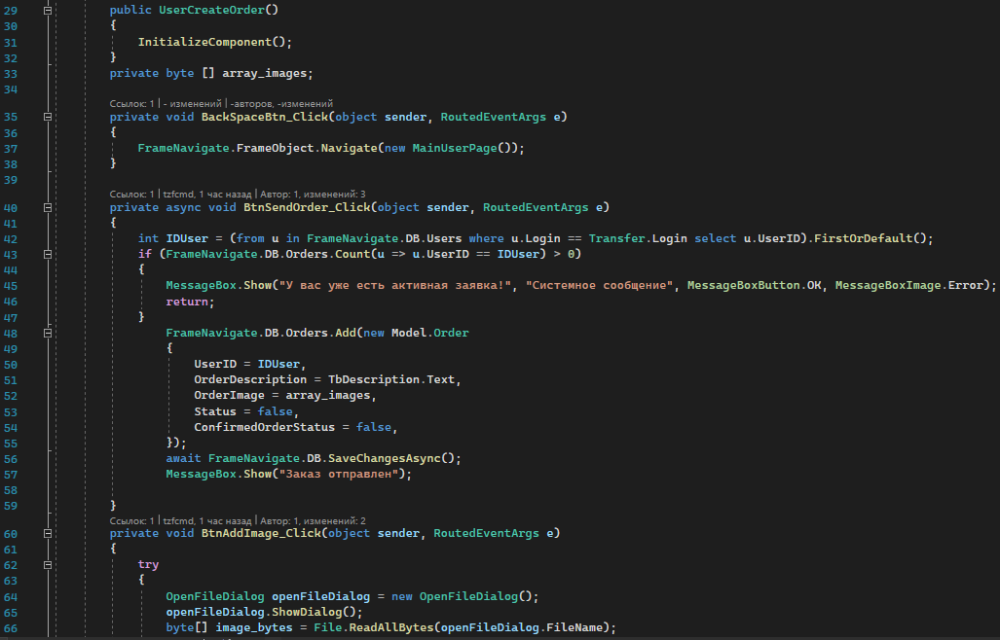 29 public UserCreateOrder()
30 {
31 InitializeComponent();
32 }
33 private byte [] array_images;
34
Ссылок: 1 | - изменений | -авторов, -изменений
35 private void BackSpaceBtn_Click(object sender, RoutedEventArgs e)
36 {
37 FrameNavigate.FrameObject.Navigate(new MainUserPage());
38 }
39
Ссылок: 1 | tzfcmd, 1 час назад | Автор: 1, изменений: 3
40 private async void BtnSendOrder_Click(object sender, RoutedEventArgs e)
41 {
42 int IDUser = (from u in FrameNavigate.DB.Users where u.Login == Transfer.Login select u.UserID).FirstOrDefault();
43 if (FrameNavigate.DB.Orders.Count(u => u.UserID == IDUser) > 0)
44 {
45 MessageBox.Show("У вас уже есть активная заявка!", "Системное сообщение", MessageBoxButton.OK, MessageBoxImage.Error);
46 return;
47 }
48 FrameNavigate.DB.Orders.Add(new Model.Order
49 {
50 UserID = IDUser,
51 OrderDescription = TbDescription.Text,
52 OrderImage = array_images,
53 Status = false,
54 ConfirmedOrderStatus = false,
55 });
56 await FrameNavigate.DB.SaveChangesAsync();
57 MessageBox.Show("Заказ отправлен");
58
59 }
Ссылок: 1 | tzfcmd, 1 час назад | Автор: 1, изменений: 2
60 private void BtnAddImage_Click(object sender, RoutedEventArgs e)
61 {
62 try
63 {
64 OpenFileDialog openFileDialog = new OpenFileDialog();
65 openFileDialog.ShowDialog();
66 byte[] image_bytes = File.ReadAllBytes(openFileDialog.FileName);